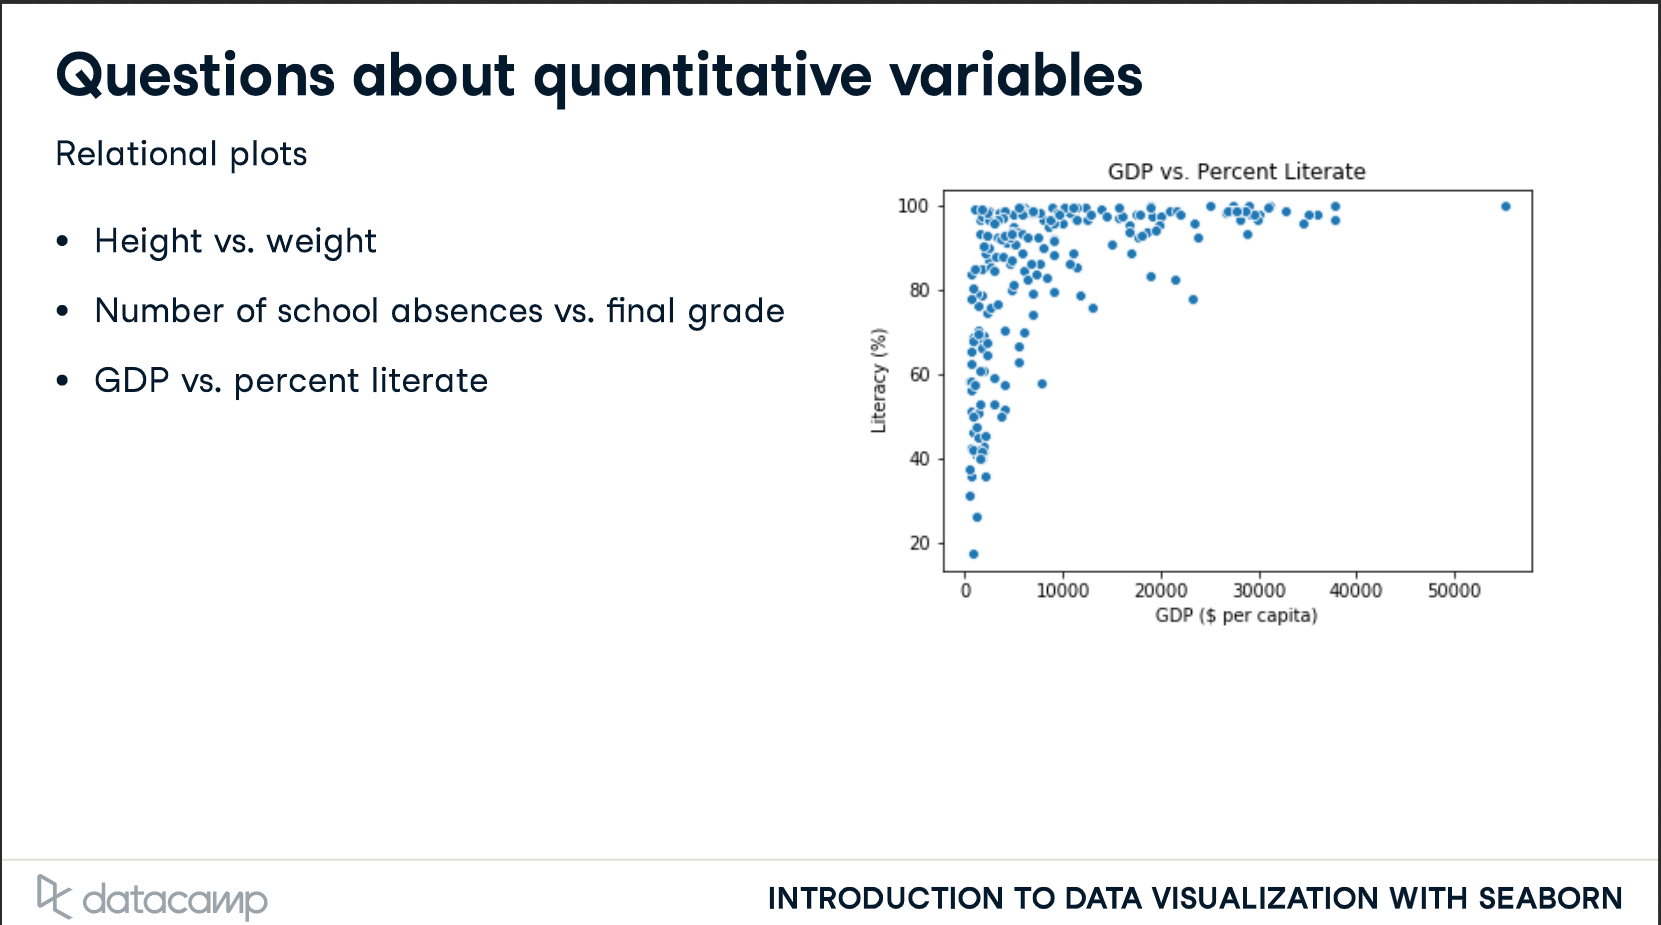 Questions about quantitative variables
Relational plots
• Height vs. weight
• Number of school absences vs. final grade
• GDP vs. percent literate
GDP vs. Percent Literate
100
80
60
40
20
Literacy (%)
0 10000 20000 30000 40000 50000
GDP ($ per capita)
datacamp
INTRODUCTION TO DATA VISUALIZATION WITH SEABORN